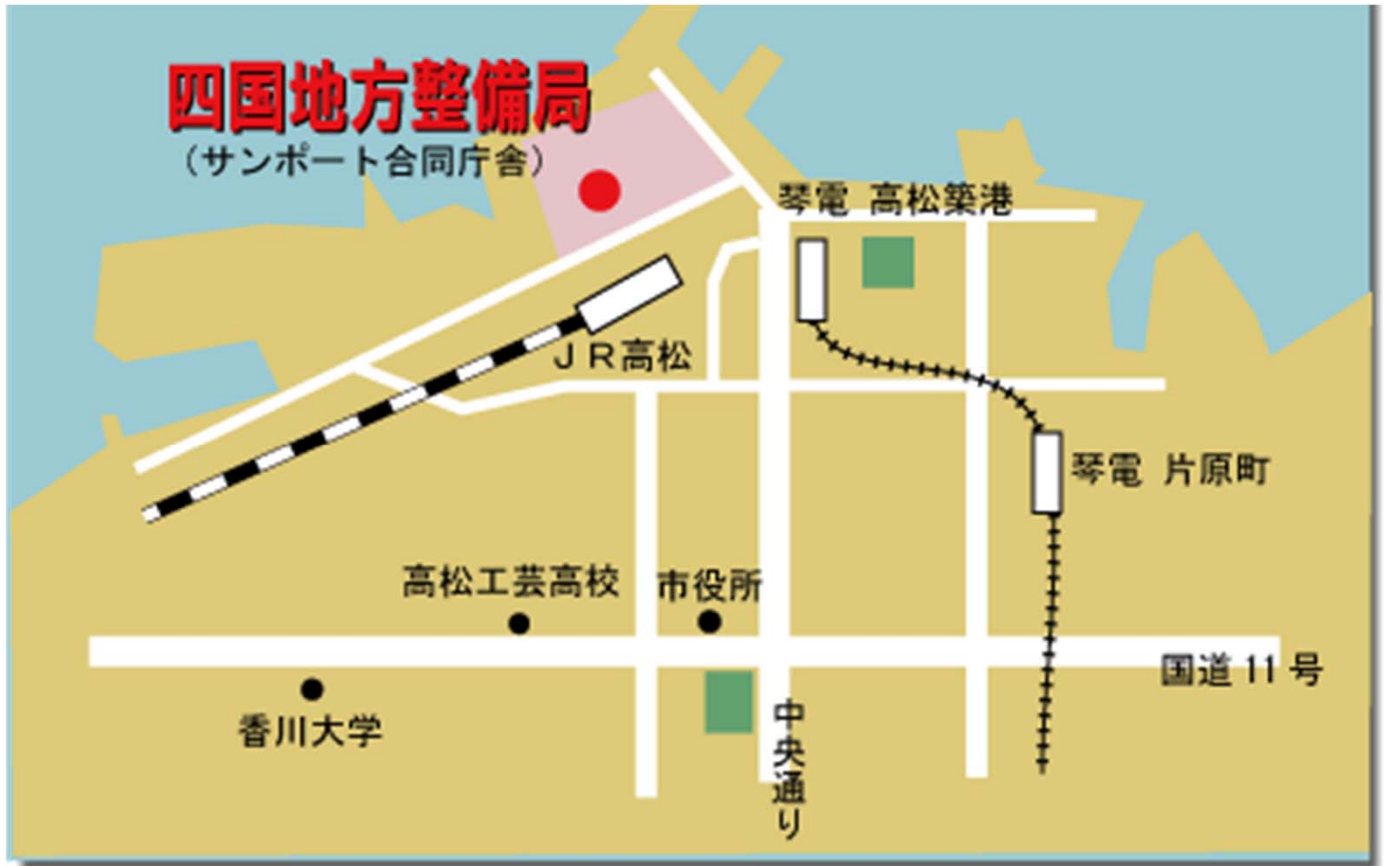 四国地方整備局
（サンポート合同庁舎）
琴電 高松築港
ＪＲ高松
琴電 片原町
高松工芸高校
市役所
国道11号
香川大学
中央通り